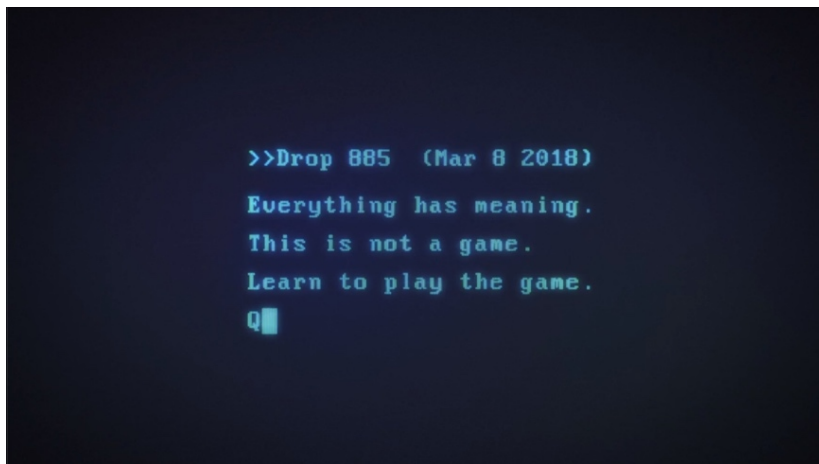 >>Drop 885 (Mar 8 2018)
Everything has meaning.
This is not a game.
Learn to play the game.
Q